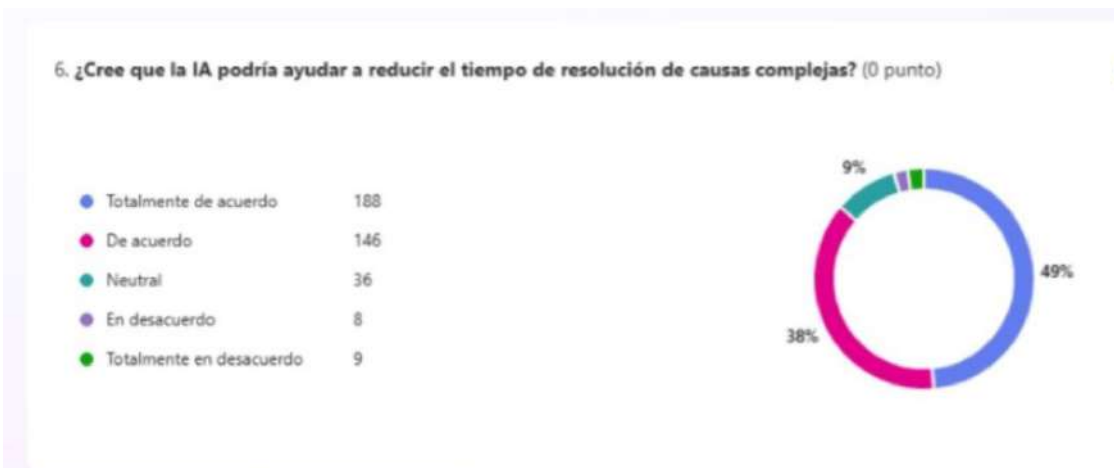 6. ¿Cree que la IA podría ayudar a reducir el tiempo de resolución de causas complejas? (0 punto)
Totalmente de acuerdo 188
De acuerdo 146
Neutral 36
En desacuerdo 8
Totalmente en desacuerdo 9
9%
49%
38%